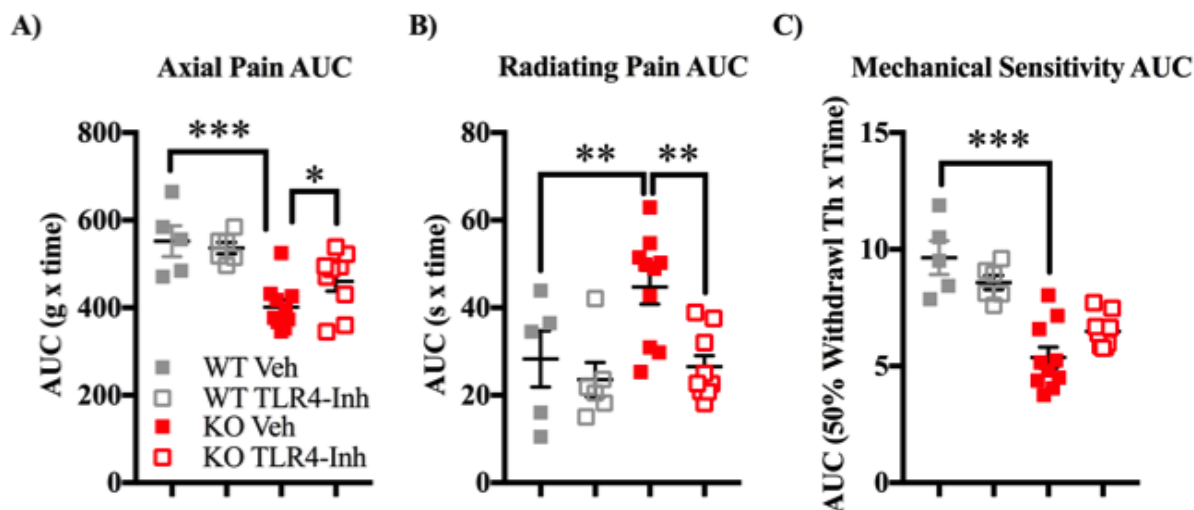 A)
Axial Pain AUC
AUC (g x time)
800
600
400
200
0
***
*
WT Veh
WT TLR4-Inh
KO Veh
KO TLR4-Inh
B)
Radiating Pain AUC
AUC (s x time)
80
60
40
20
0
**
**
C)
Mechanical Sensitivity AUC
AUC (50% Withdrawl Th x Time)
15
10
5
0
***